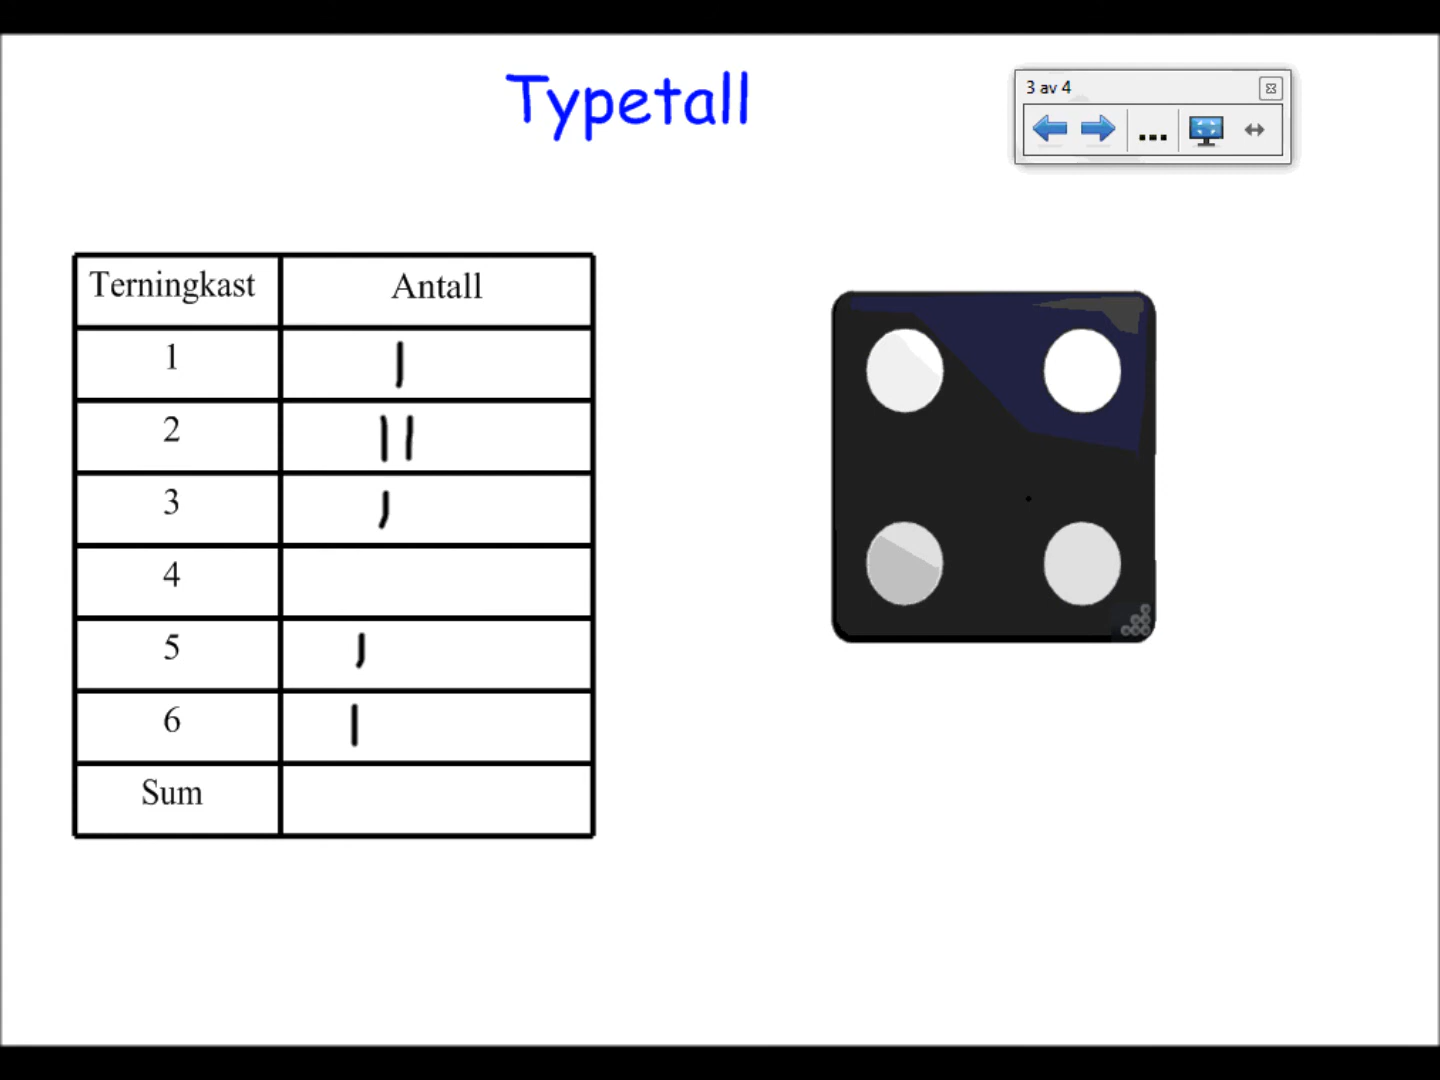 Typetall
3 av 4
Terningkast Antall
1 |
2 ||
3 |
4
5 |
6 |
Sum